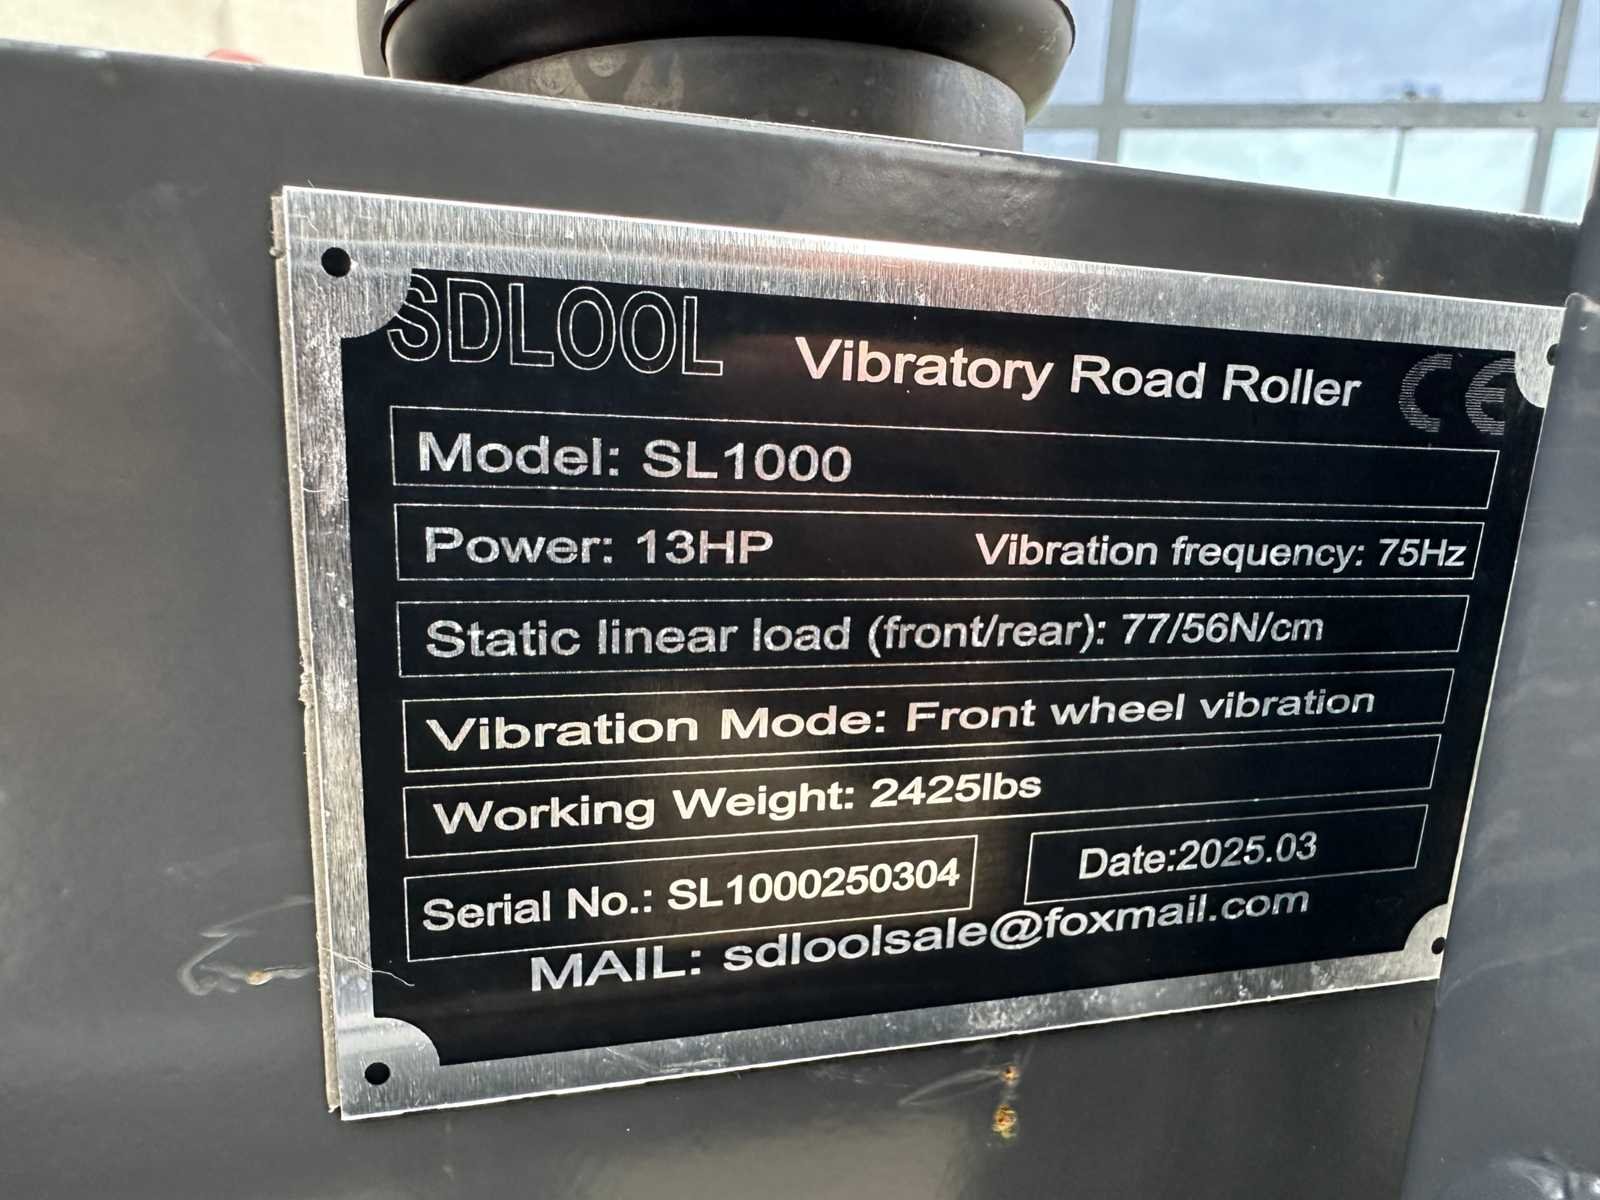 SDLOOL Vibratory Road Roller CE
Model: SL1000
Power: 13HP Vibration frequency: 75Hz
Static linear load (front/rear): 77/56N/cm
Vibration Mode: Front wheel vibration
Working Weight: 2425lbs
Serial No.: SL1000250304 Date:2025.03
MAIL: sdloolsale@foxmail.com